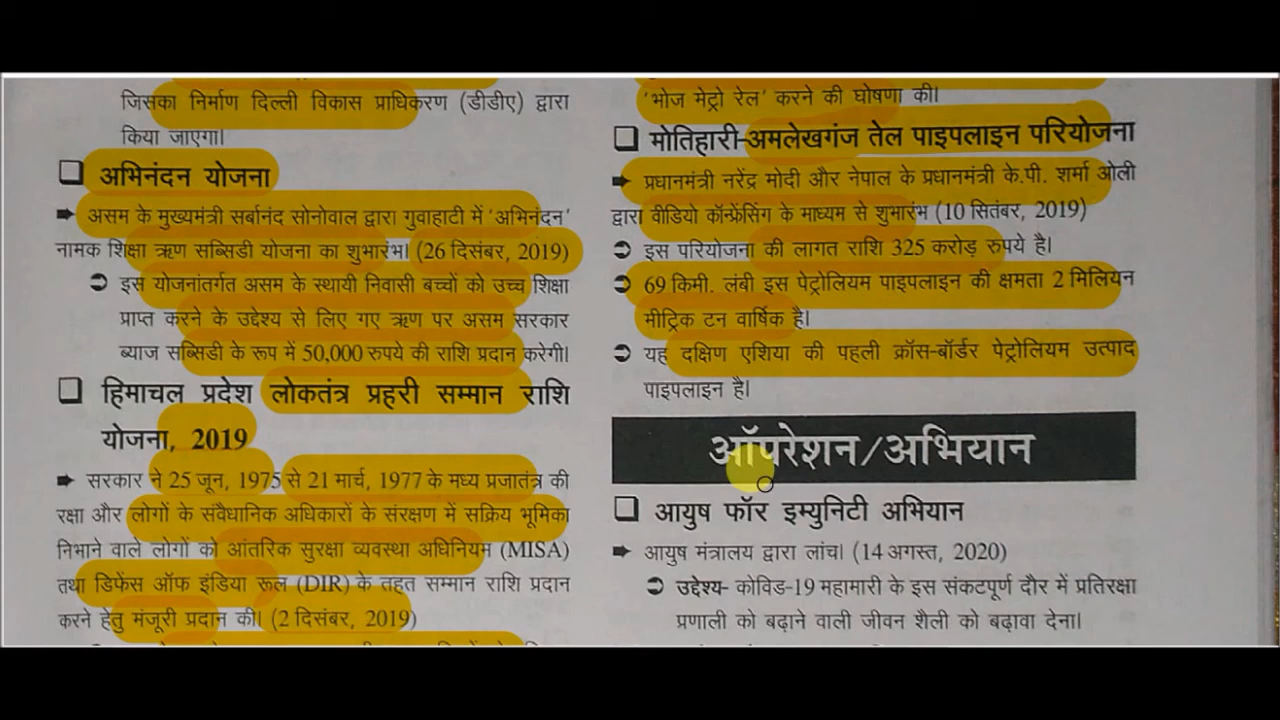 जिसका निर्माण दिल्ली विकास प्राधिकरण (डीडीए) द्वारा
किया जाएगा।
❑ अभिनंदन योजना
➡ असम के मुख्यमंत्री सर्बानंद सोनोवाल द्वारा गुवाहाटी में 'अभिनंदन'
नामक शिक्षा ऋण सब्सिडी योजना का शुभारंभ। (26 दिसंबर, 2019)
➲ इस योजनांतर्गत असम के स्थायी निवासी बच्चों को उच्च शिक्षा
प्राप्त करने के उद्देश्य से लिए गए ऋण पर असम सरकार
ब्याज सब्सिडी के रूप में 50,000 रुपये की राशि प्रदान करेगी।
❑ हिमाचल प्रदेश लोकतंत्र प्रहरी सम्मान राशि
योजना, 2019
➡ सरकार ने 25 जून, 1975 से 21 मार्च, 1977 के मध्य प्रजातंत्र की
रक्षा और लोगों के संवैधानिक अधिकारों के संरक्षण में सक्रिय भूमिका
निभाने वाले लोगों को आंतरिक सुरक्षा व्यवस्था अधिनियम (MISA)
तथा डिफेंस ऑफ इंडिया रूल (DIR) के तहत सम्मान राशि प्रदान
करने हेतु मंजूरी प्रदान की। (2 दिसंबर, 2019)
'भोज मेट्रो रेल' करने की घोषणा की।
❑ मोतिहारी-अमलेखगंज तेल पाइपलाइन परियोजना
➡ प्रधानमंत्री नरेंद्र मोदी और नेपाल के प्रधानमंत्री के.पी. शर्मा ओली
द्वारा वीडियो कॉन्फ्रेंसिंग के माध्यम से शुभारंभ (10 सितंबर, 2019)
➲ इस परियोजना की लागत राशि 325 करोड़ रुपये है।
➲ 69 किमी. लंबी इस पेट्रोलियम पाइपलाइन की क्षमता 2 मिलियन
मीट्रिक टन वार्षिक है।
➲ यह दक्षिण एशिया की पहली क्रॉस-बॉर्डर पेट्रोलियम उत्पाद
पाइपलाइन है।
ऑपरेशन/अभियान
❑ आयुष फॉर इम्युनिटी अभियान
➡ आयुष मंत्रालय द्वारा लांच। (14 अगस्त, 2020)
➲ उद्देश्य- कोविड-19 महामारी के इस संकटपूर्ण दौर में प्रतिरक्षा
प्रणाली को बढ़ाने वाली जीवन शैली को बढ़ावा देना।